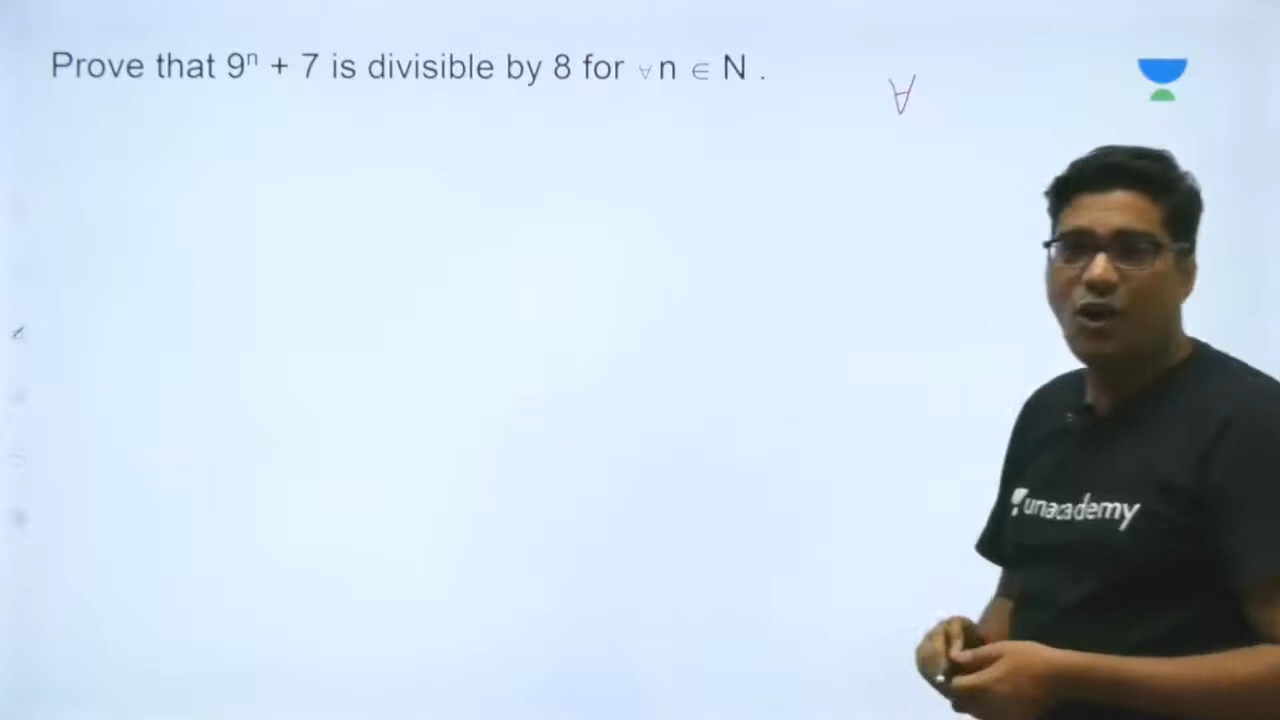 Prove that 9ⁿ + 7 is divisible by 8 for ∀ n ∈ N .
∀
unacademy